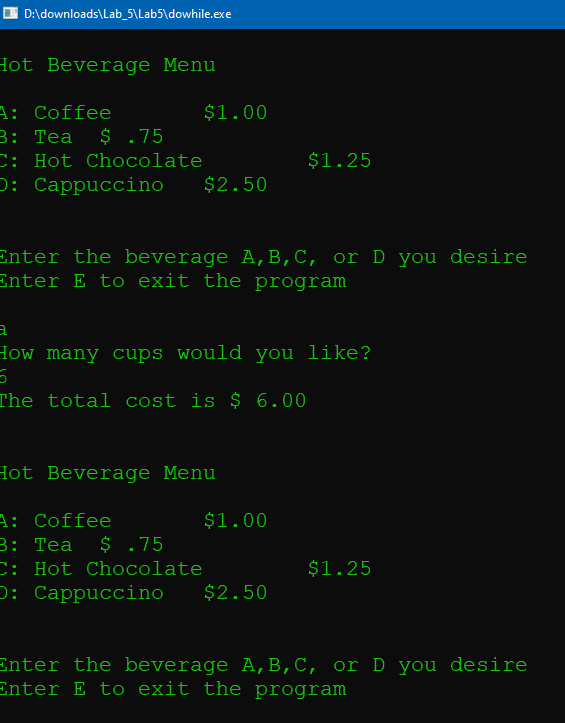 D:\downloads\Lab_5\Lab5\dowhile.exe
Hot Beverage Menu
A: Coffee $1.00
B: Tea $ .75
C: Hot Chocolate $1.25
D: Cappuccino $2.50
Enter the beverage A,B,C, or D you desire
Enter E to exit the program
a
How many cups would you like?
6
The total cost is $ 6.00
Hot Beverage Menu
A: Coffee $1.00
B: Tea $ .75
C: Hot Chocolate $1.25
D: Cappuccino $2.50
Enter the beverage A,B,C, or D you desire
Enter E to exit the program